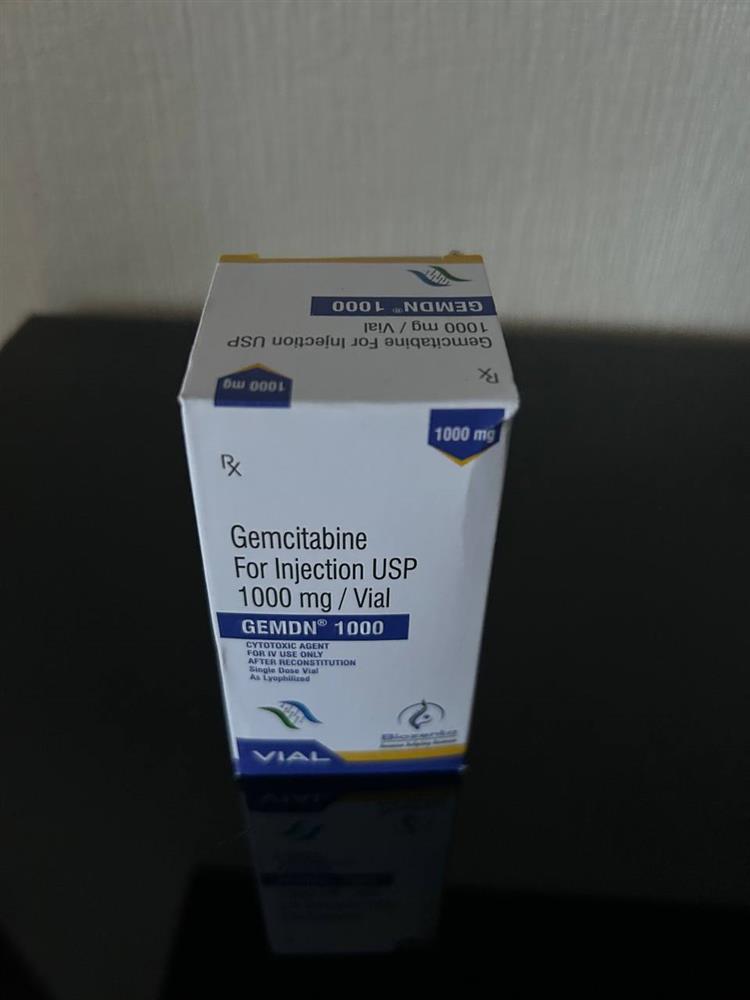 GEMDN® 1000
1000 mg / Vial
Gemcitabine For Injection USP
Rx
1000 mg
1000 mg
Rx
Gemcitabine
For Injection USP
1000 mg / Vial
GEMDN® 1000
CYTOTOXIC AGENT
FOR IV USE ONLY
AFTER RECONSTITUTION
Single Dose Vial
As Lyophilized
Biozenta
VIAL